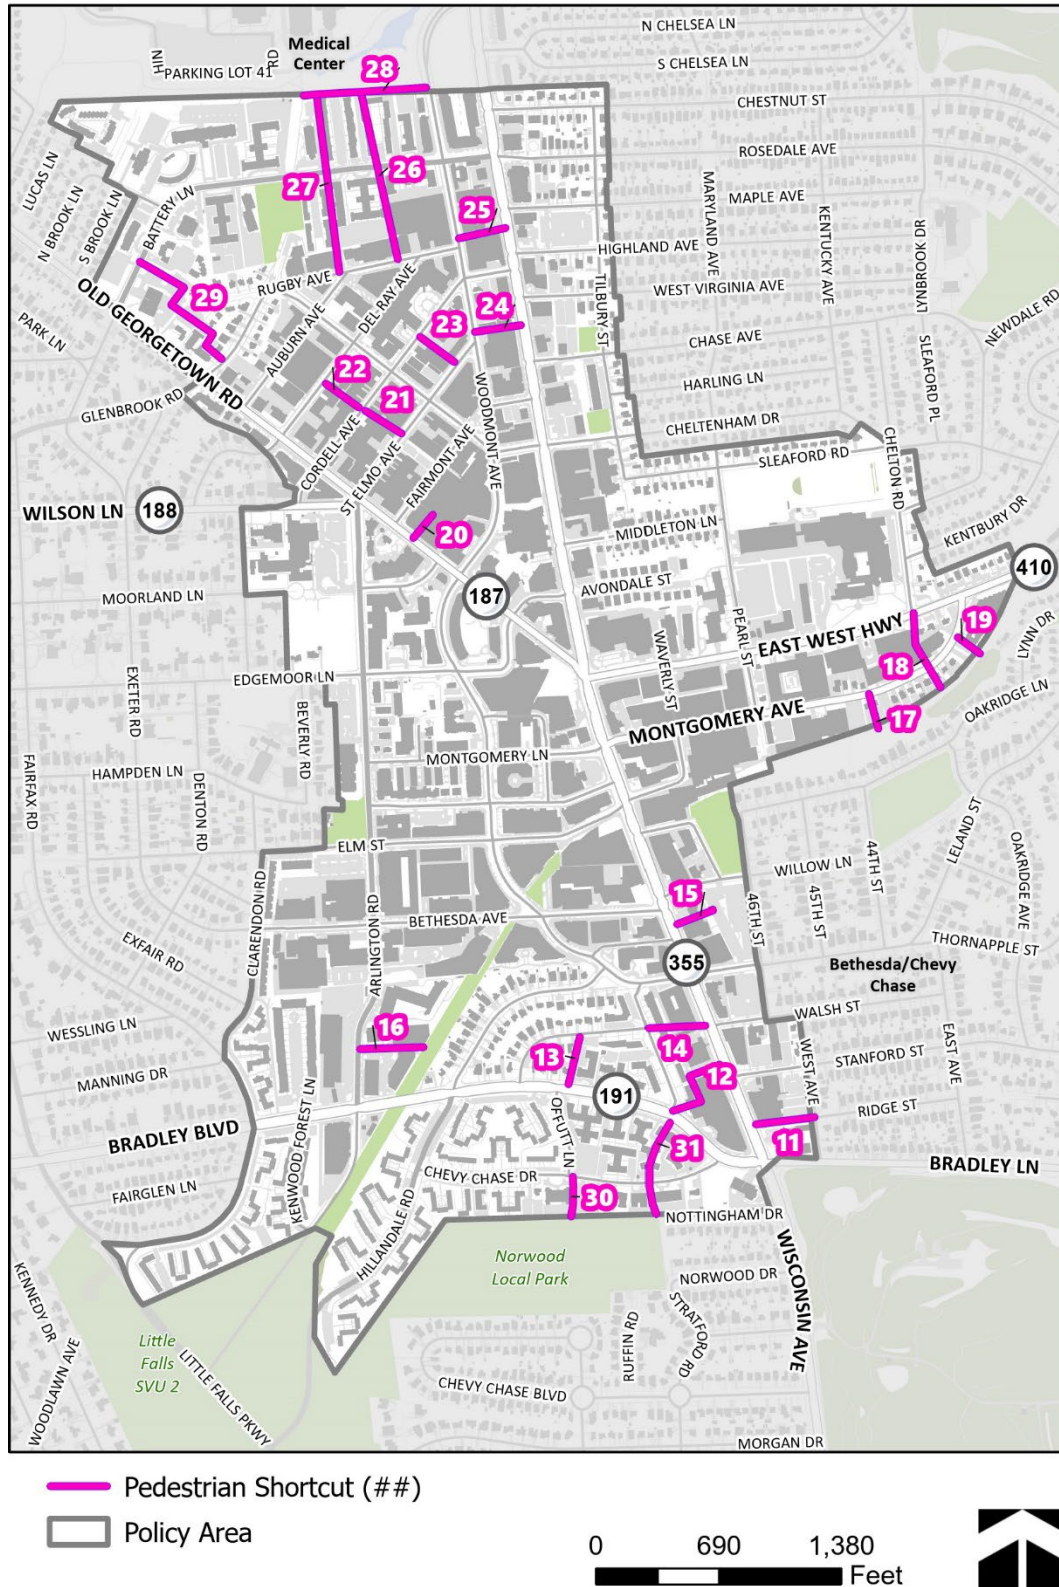 N CHELSEA LN
Medical
Center
S CHELSEA LN
PARKING LOT 41
RD
NIH
28
CHESTNUT ST
ROSEDALE AVE
LUCAS LN
N BROOK LN
S BROOK LN
BATTERY LN
27
26
25
MARYLAND AVE
MAPLE AVE
KENTUCKY AVE
LYNBROOK DR
HIGHLAND AVE
RUGBY AVE
DEL RAY AVE
TILBURY ST
WEST VIRGINIA AVE
NEWDALE RD
29
OLD GEORGETOWN RD
AUBURN AVE
24
23
CHASE AVE
SLEAFORD PL
PARK LN
22
WOODMONT AVE
HARLING LN
GLENBROOK RD
21
CORDELL AVE
ST ELMO AVE
FAIRMONT AVE
CHELTENHAM DR
SLEAFORD RD
CHELTON RD
WILSON LN
188
20
MIDDLETON LN
KENTBURY DR
410
MOORLAND LN
187
AVONDALE ST
PEARL ST
EAST WEST HWY
19
LYNN DR
WAVERLY ST
18
EDGEMOOR LN
EXETER RD
BEVERLY RD
MONTGOMERY AVE
17
OAKRIDGE LN
MONTGOMERY LN
FAIRFAX RD
HAMPDEN LN
DENTON RD
ELM ST
LELAND ST
OAKRIDGE AVE
WILLOW LN
44TH ST
45TH ST
46TH ST
15
CLARENDON RD
ARLINGTON RD
BETHESDA AVE
EXFAIR RD
355
THORNAPPLE ST
Bethesda/Chevy
Chase
WESSLING LN
WALSH ST
16
14
13
12
WEST AVE
STANFORD ST
EAST AVE
MANNING DR
191
RIDGE ST
BRADLEY BLVD
KENWOOD FOREST LN
OFFUTT LN
31
11
BRADLEY LN
FAIRGLEN LN
CHEVY CHASE DR
30
HILLANDALE RD
NOTTINGHAM DR
Norwood
Local Park
KENNEDY DR
NORWOOD DR
WISCONSIN AVE
RUFFIN RD
STRATFORD RD
Little
Falls
SVU 2
LITTLE FALLS PKWY
WOODLAWN AVE
CHEVY CHASE BLVD
MORGAN DR
Pedestrian Shortcut (##)
Policy Area
0 690 1,380
Feet